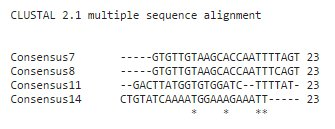 CLUSTAL 2.1 multiple sequence alignment
Consensus7 -----GTGTTGTAAGCACCAATTTTAGT 23
Consensus8 -----GTGTTGTAAGCACCAATTTCAGT 23
Consensus11 --GACTTATGGTGTGGATC--TTTTAT- 23
Consensus14 CTGTATCAAAATGGAAAGAAATT----- 23
* * **